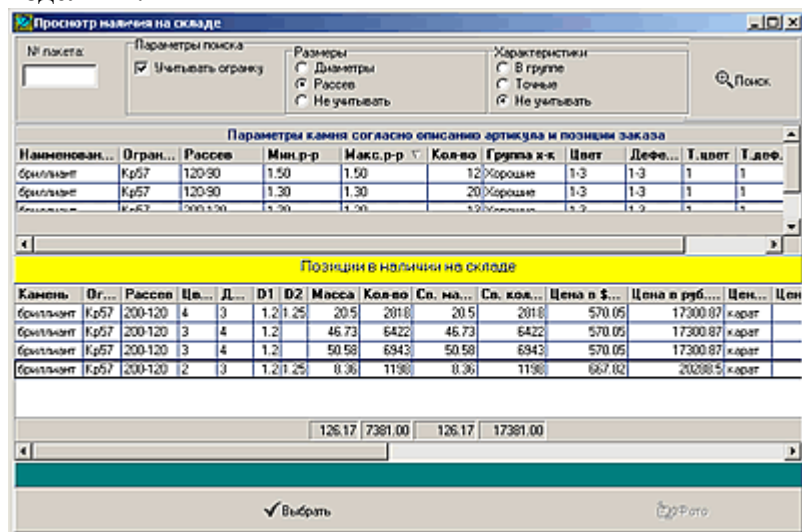 Просмотр наличия на складе
№ пакета:
Параметры поиска
Учитывать огранку
Размеры
Диаметры
Рассев
Не учитывать
Характеристики
В группе
Точные
Не учитывать
Поиск
Параметры камня согласно описанию артикула и позиции заказа
Наименован... Огран... Рассев Мин.р-р Макс.р-р Кол-во Группа х-к Цвет Дефе... Т.цвет Т.деф.
бриллиант Кр57 120-90 1.50 1.50 12 Хорошие 1-3 1-3 1 1
бриллиант Кр57 120-90 1.30 1.30 20 Хорошие 1-3 1-3 1 1
Позиции в наличии на складе
Камень Ог... Рассев Цв... Д... D1 D2 Масса Кол-во Св. ма... Св. кол... Цена в $... Цена в руб.... Цен... Цен
бриллиант Кр57 200-120 4 3 1.2 1.25 20.5 2818 20.5 2818 570.05 17300.87 карат
бриллиант Кр57 200-120 3 4 1.2 46.73 6422 46.73 6422 570.05 17300.87 карат
бриллиант Кр57 200-120 3 4 1.2 50.58 6943 50.58 6943 570.05 17300.87 карат
бриллиант Кр57 200-120 2 3 1.2 1.25 8.36 1198 8.36 1198 667.82 20268.5 карат
126.17 7381.00 126.17 17381.00
Выбрать
Фото